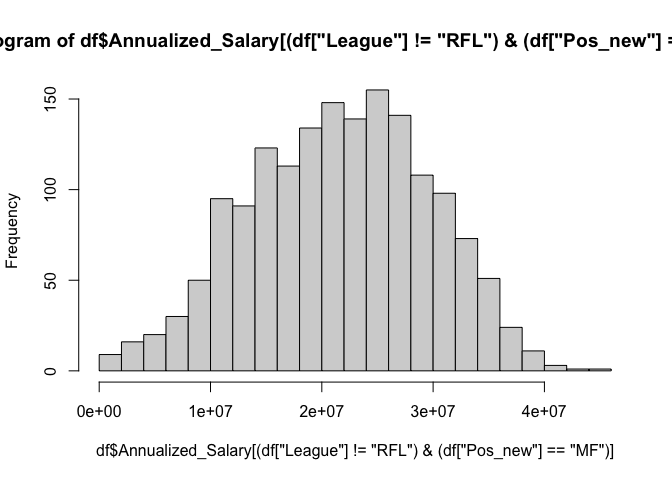 ogram of df$Annualized_Salary[(df["League"] != "RFL") & (df["Pos_new"] =
150
100
50
0
Frequency
0e+00 1e+07 2e+07 3e+07 4e+07
df$Annualized_Salary[(df["League"] != "RFL") & (df["Pos_new"] == "MF")]